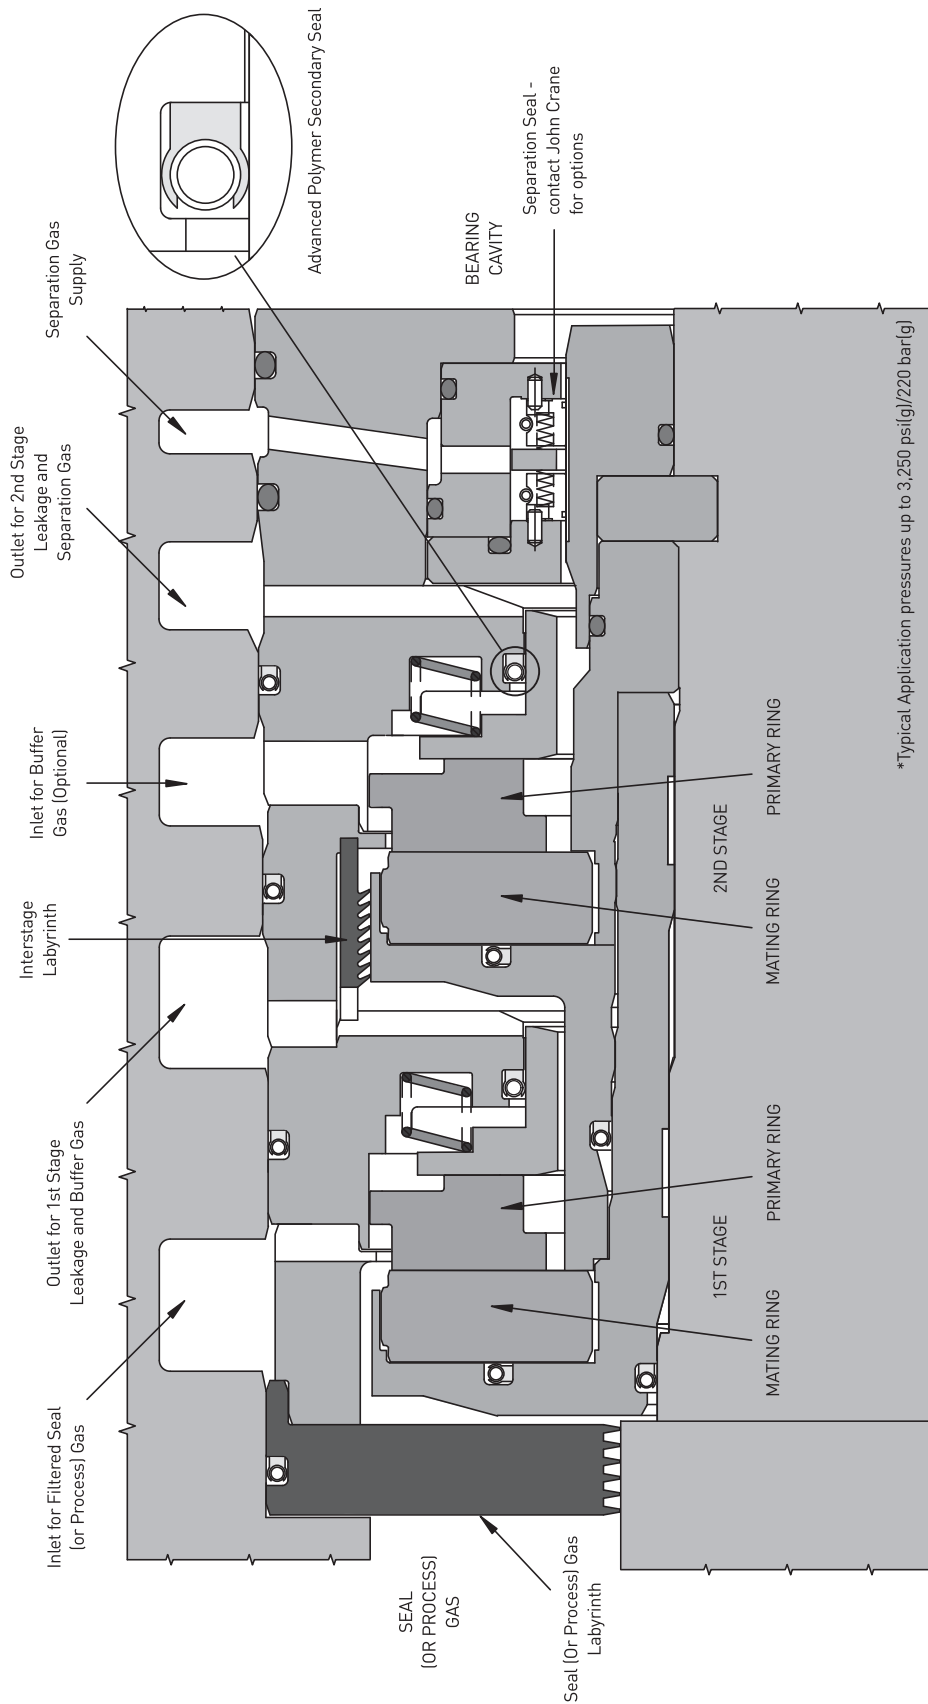 Inlet for Filtered Seal
(or Process) Gas
Outlet for 1st Stage
Leakage and Buffer Gas
Interstage
Labyrinth
Inlet for Buffer
Gas (Optional)
Outlet for 2nd Stage
Leakage and
Separation Gas
Separation Gas
Supply
Advanced Polymer Secondary Seal
SEAL
(OR PROCESS)
GAS
BEARING
CAVITY
Separation Seal -
contact John Crane
for options
Seal (Or Process) Gas
Labyrinth
1ST STAGE
2ND STAGE
MATING RING
PRIMARY RING
MATING RING
PRIMARY RING
*Typical Application pressures up to 3,250 psi(g)/220 bar(g)